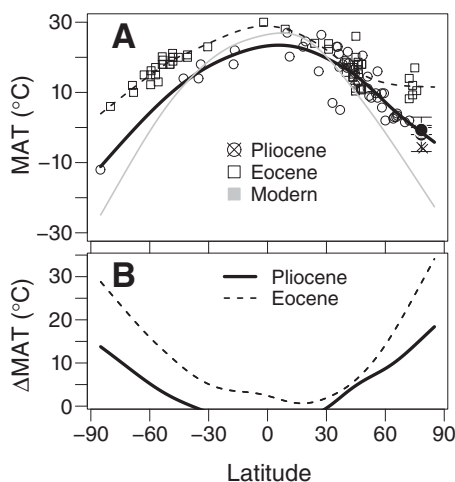 A
MAT (°C)
30
10
−10
−30
Pliocene
Eocene
Modern
B
ΔMAT (°C)
30
20
10
0
Pliocene
Eocene
−90 −60 −30 0 30 60 90
Latitude